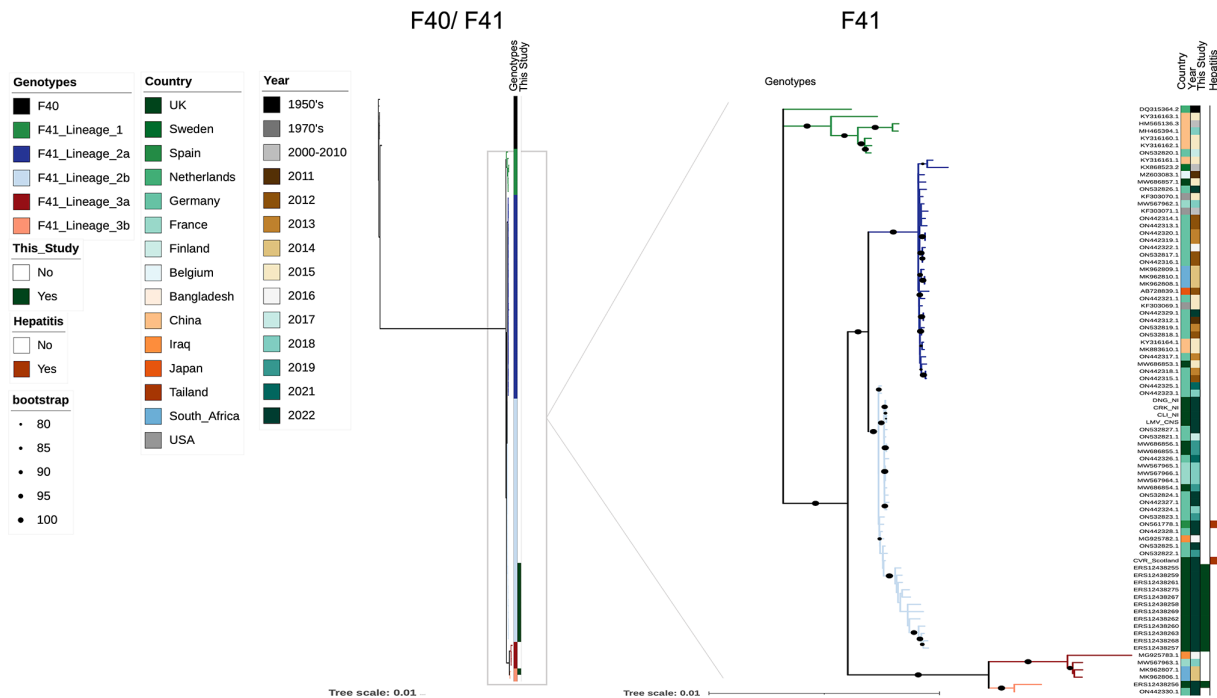 F40/ F41
F41
Genotypes
F40
F41_Lineage_1
F41_Lineage_2a
F41_Lineage_2b
F41_Lineage_3a
F41_Lineage_3b
This_Study
No
Yes
Hepatitis
No
Yes
bootstrap
80
85
90
95
100
Country
UK
Sweden
Spain
Netherlands
Germany
France
Finland
Belgium
Bangladesh
China
Iraq
Japan
Tailand
South_Africa
USA
Year
1950's
1970's
2000-2010
2011
2012
2013
2014
2015
2016
2017
2018
2019
2021
2022
Genotypes
This Study
Tree scale: 0.01
Genotypes
Country
Year
This Study
Hepatitis
DQ315364.2
KY316163.1
HM565136.3
MH465394.1
KY316160.1
KY316162.1
ON532820.1
KY316161.1
KX868523.2
MZ603083.1
MW686857.1
ON532826.1
KF303070.1
MW567962.1
KF303071.1
ON442314.1
ON442313.1
ON442320.1
ON442319.1
ON442322.1
ON532817.1
ON442316.1
MK962809.1
MK962810.1
MK962808.1
AB728839.1
ON442321.1
KF303069.1
ON442329.1
ON442312.1
ON532819.1
ON532818.1
KY316164.1
MK883610.1
ON442317.1
MW686853.1
ON442318.1
ON442315.1
ON442325.1
ON442323.1
DNG_NI
CRK_NI
CLI_NI
LMV_CNS
ON532827.1
ON532821.1
MW686856.1
MW686855.1
ON442326.1
MW567965.1
MW567966.1
MW567964.1
MW686854.1
ON532824.1
ON442327.1
ON442324.1
ON532823.1
ON561778.1
ON442328.1
MG925782.1
ON532825.1
ON532822.1
CVR_Scotland
ERS12438255
ERS12438259
ERS12438261
ERS12438275
ERS12438267
ERS12438258
ERS12438269
ERS12438262
ERS12438260
ERS12438263
ERS12438268
ERS12438257
MG925783.1
MW567963.1
MK962807.1
MK962806.1
ERS12438256
ON442330.1
Tree scale: 0.01